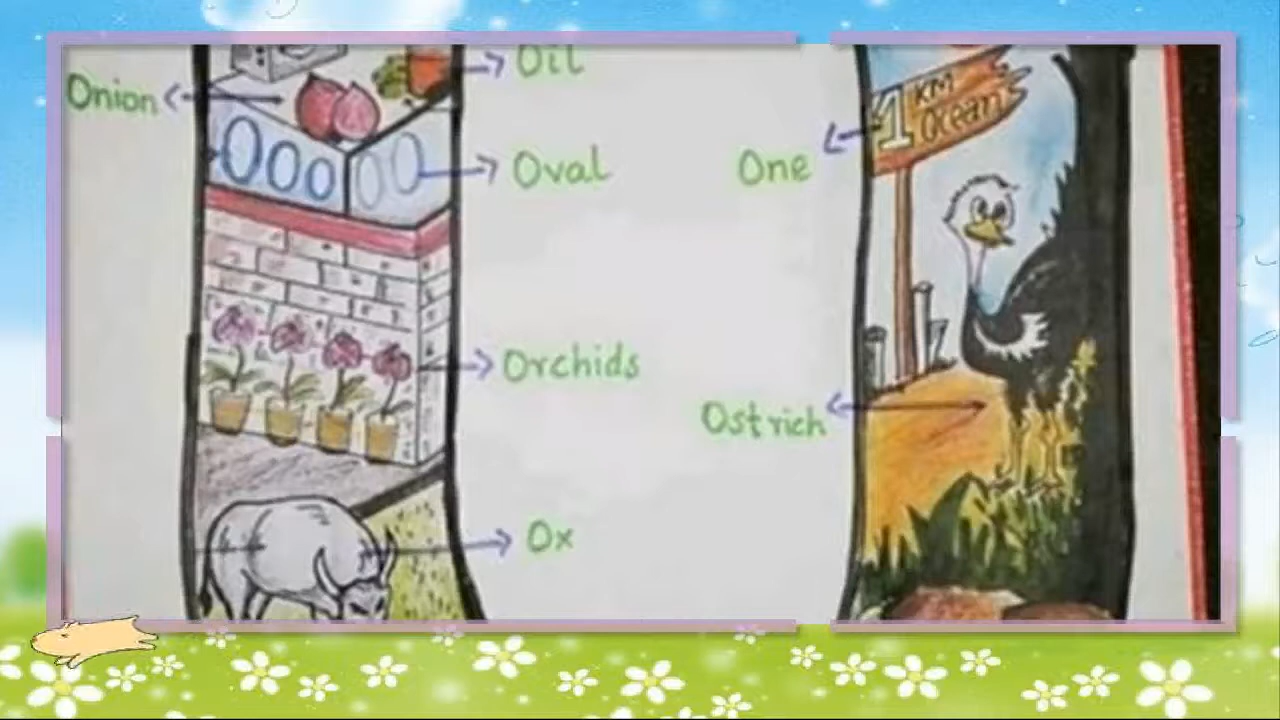 Oil
Onion
1 KM
Ocean
Oval
One
Orchids
Ostrich
Ox